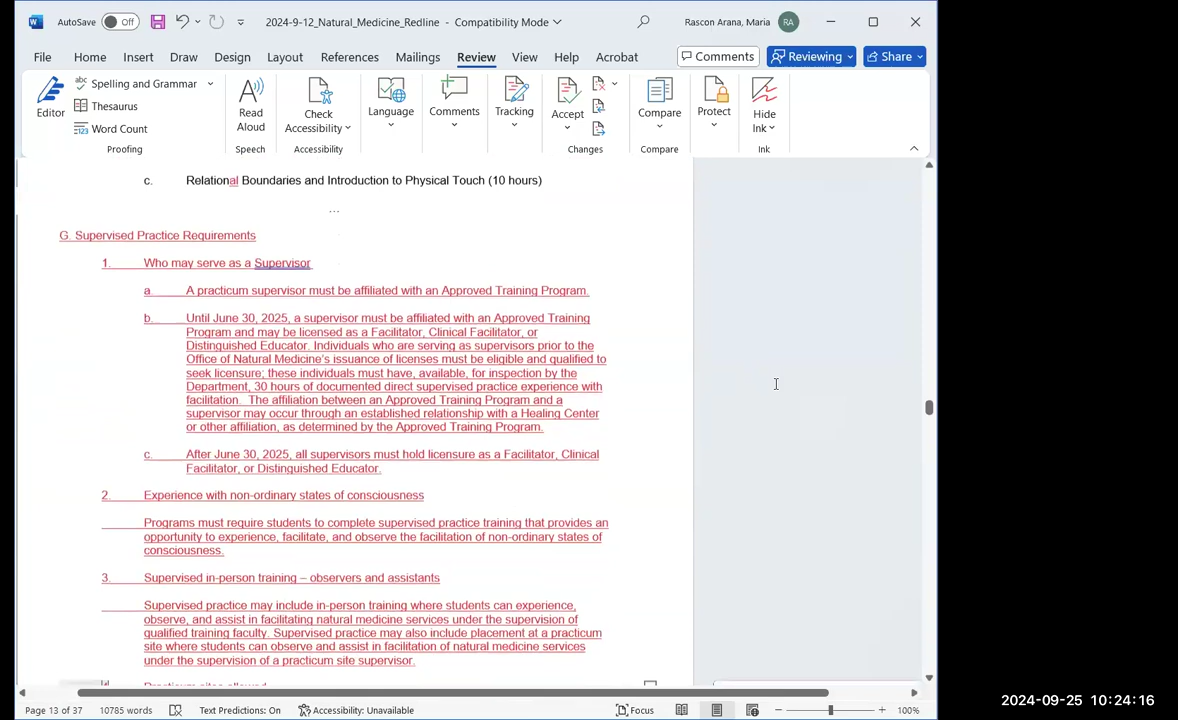 AutoSave Off 2024-9-12_Natural_Medicine_Redline - Compatibility Mode Rascon Arana, Maria RA
File Home Insert Draw Design Layout References Mailings Review View Help Acrobat Comments Reviewing Share
Editor
abc Spelling and Grammar
Thesaurus
123 Word Count
Proofing
Read Aloud
Speech
Check Accessibility
Accessibility
Language
Comments
Tracking
Accept
Changes
Compare
Compare
Protect
Hide Ink
Ink
c. Relational Boundaries and Introduction to Physical Touch (10 hours)
...
G. Supervised Practice Requirements
1. Who may serve as a Supervisor
a A practicum supervisor must be affiliated with an Approved Training Program.
b. Until June 30, 2025, a supervisor must be affiliated with an Approved Training
Program and may be licensed as a Facilitator, Clinical Facilitator, or
Distinguished Educator. Individuals who are serving as supervisors prior to the
Office of Natural Medicine's issuance of licenses must be eligible and qualified to
seek licensure; these individuals must have, available, for inspection by the
Department, 30 hours of documented direct supervised practice experience with
facilitation. The affiliation between an Approved Training Program and a
supervisor may occur through an established relationship with a Healing Center
or other affiliation, as determined by the Approved Training Program.
c. After June 30, 2025, all supervisors must hold licensure as a Facilitator, Clinical
Facilitator, or Distinguished Educator.
2. Experience with non-ordinary states of consciousness
Programs must require students to complete supervised practice training that provides an
opportunity to experience, facilitate, and observe the facilitation of non-ordinary states of
consciousness.
3. Supervised in-person training – observers and assistants
Supervised practice may include in-person training where students can experience,
observe, and assist in facilitating natural medicine services under the supervision of
qualified training faculty. Supervised practice may also include placement at a practicum
site where students can observe and assist in facilitation of natural medicine services
under the supervision of a practicum site supervisor.
4 Practicum sites allowed
Page 13 of 37 10785 words Text Predictions: On Accessibility: Unavailable Focus 100%
2024-09-25 10:24:16